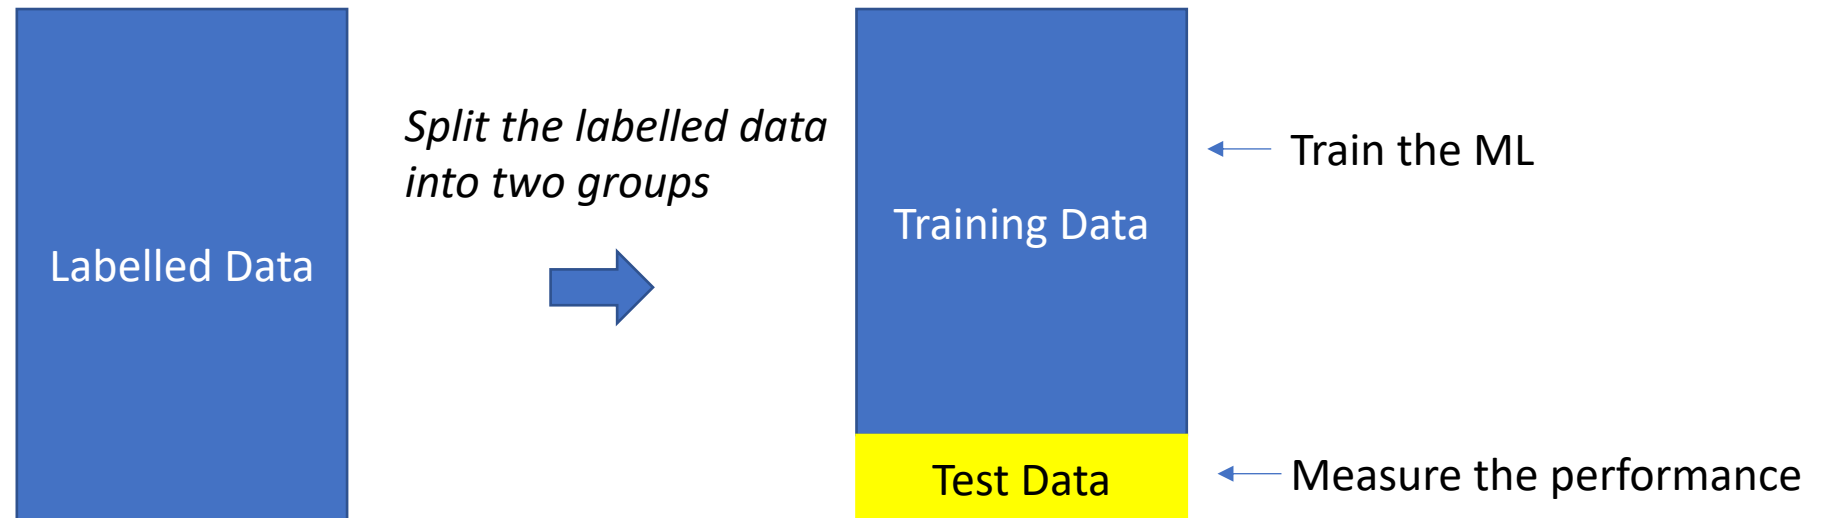 Labelled Data
Split the labelled data
into two groups
Training Data
Train the ML
Test Data
Measure the performance